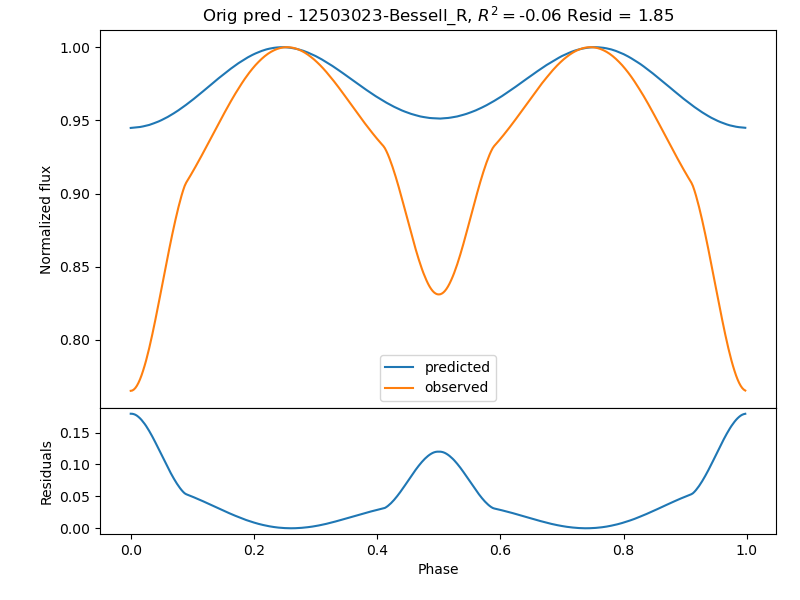 Orig pred - 12503023-Bessell_R, R² = -0.06 Resid = 1.85
1.00
0.95
0.90
0.85
0.80
Normalized flux
predicted
observed
0.15
0.10
0.05
0.00
Residuals
0.0 0.2 0.4 0.6 0.8 1.0
Phase